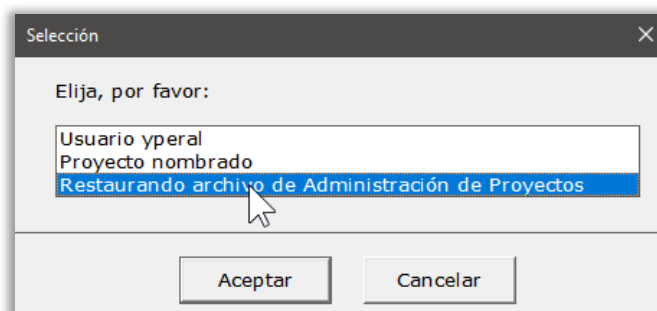 Selección
Elija, por favor:
Usuario yperal
Proyecto nombrado
Restaurando archivo de Administración de Proyectos
Aceptar
Cancelar